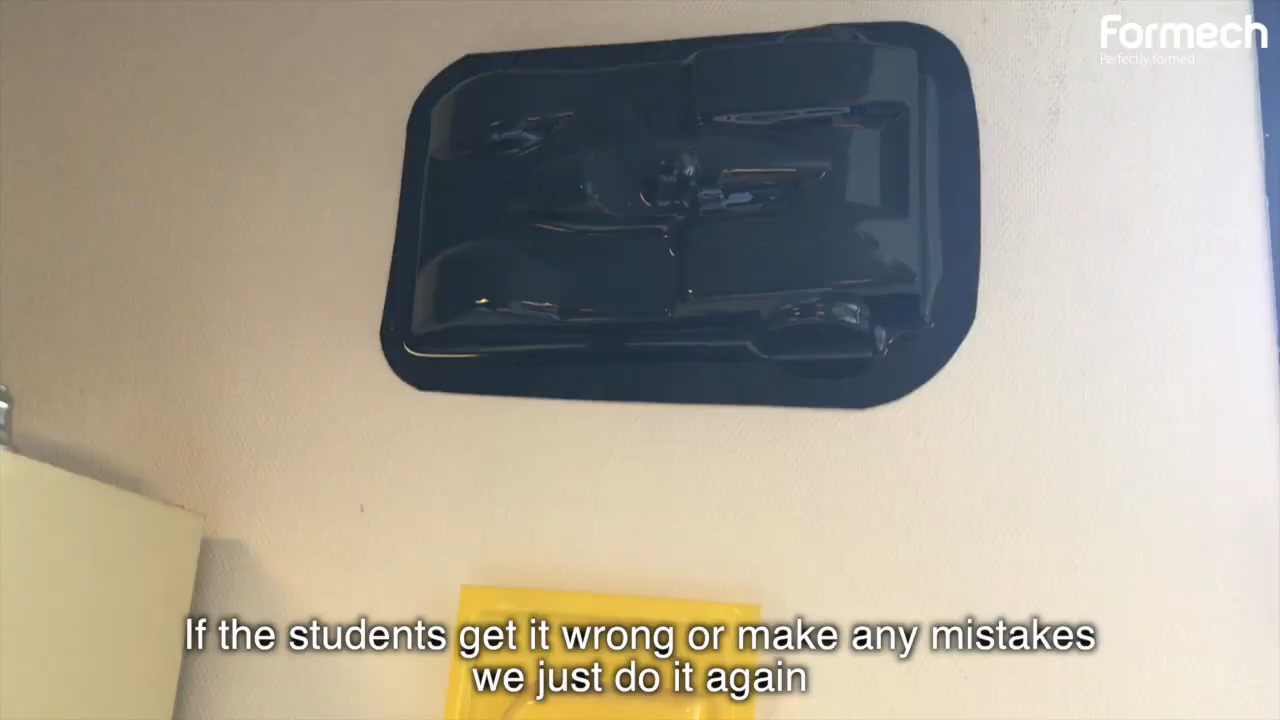 Formech
Perfectly formed
If the students get it wrong or make any mistakes
we just do it again